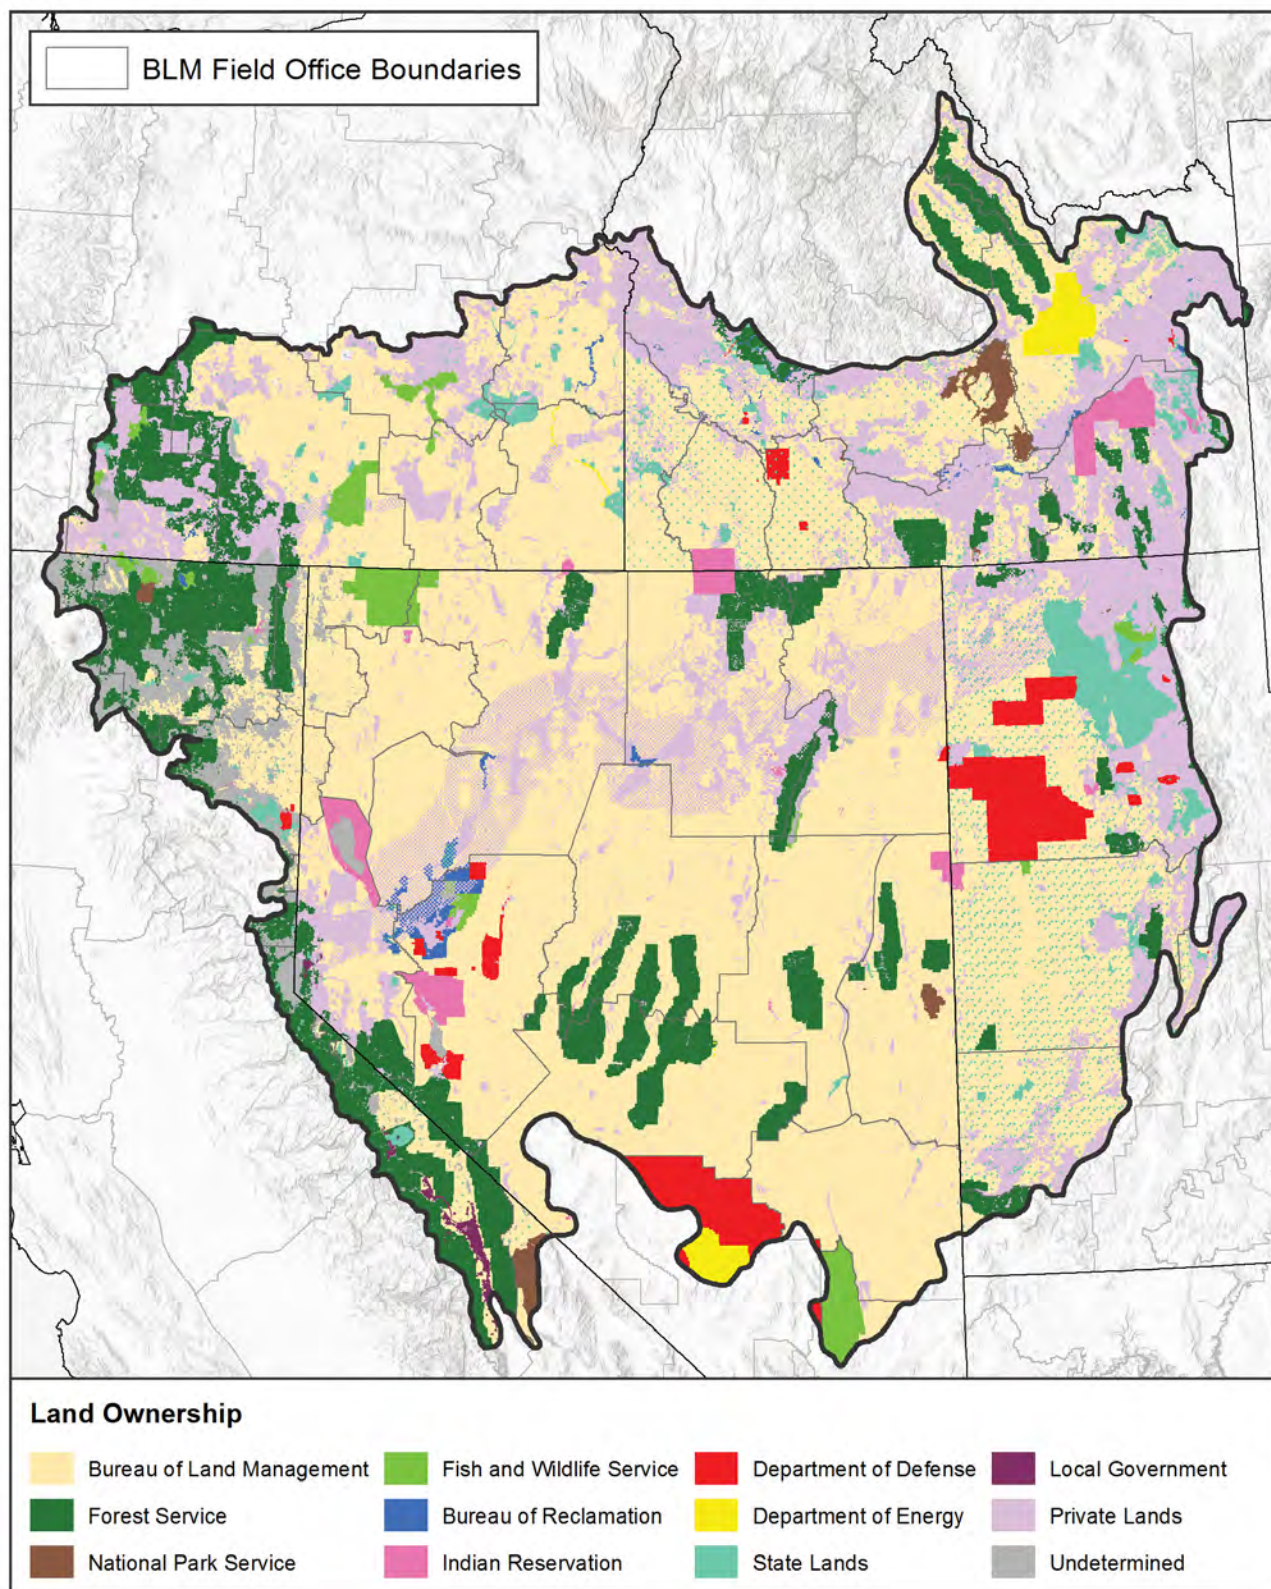 BLM Field Office Boundaries
Land Ownership
Bureau of Land Management
Fish and Wildlife Service
Department of Defense
Local Government
Forest Service
Bureau of Reclamation
Department of Energy
Private Lands
National Park Service
Indian Reservation
State Lands
Undetermined